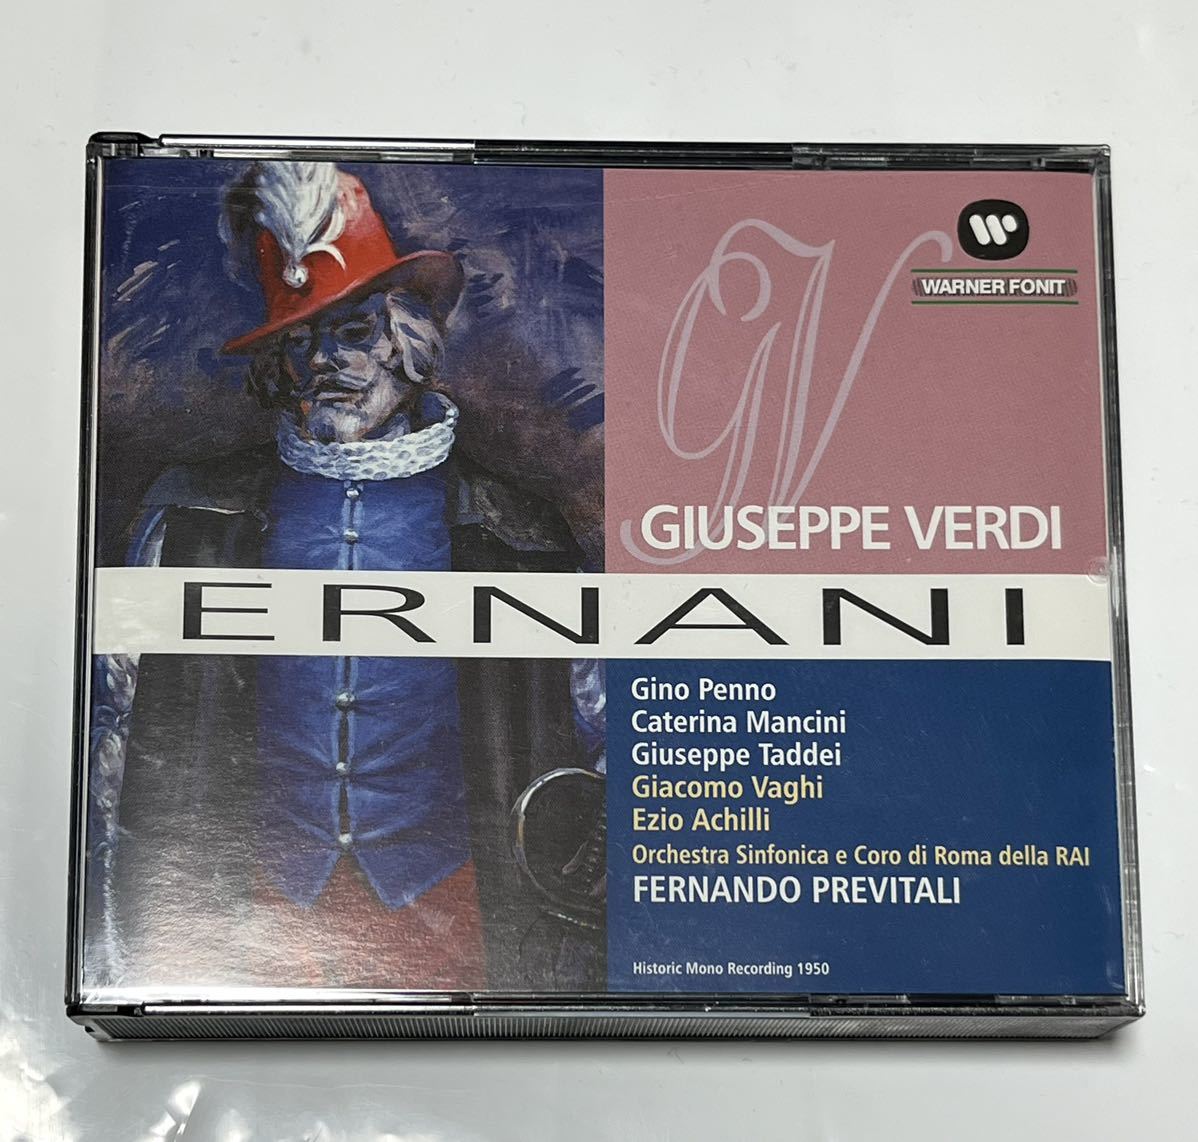 WARNER FONIT
GV
GIUSEPPE VERDI
ERNANI
Gino Penno
Caterina Mancini
Giuseppe Taddei
Giacomo Vaghi
Ezio Achilli
Orchestra Sinfonica e Coro di Roma della RAI
FERNANDO PREVITALI
Historic Mono Recording 1950